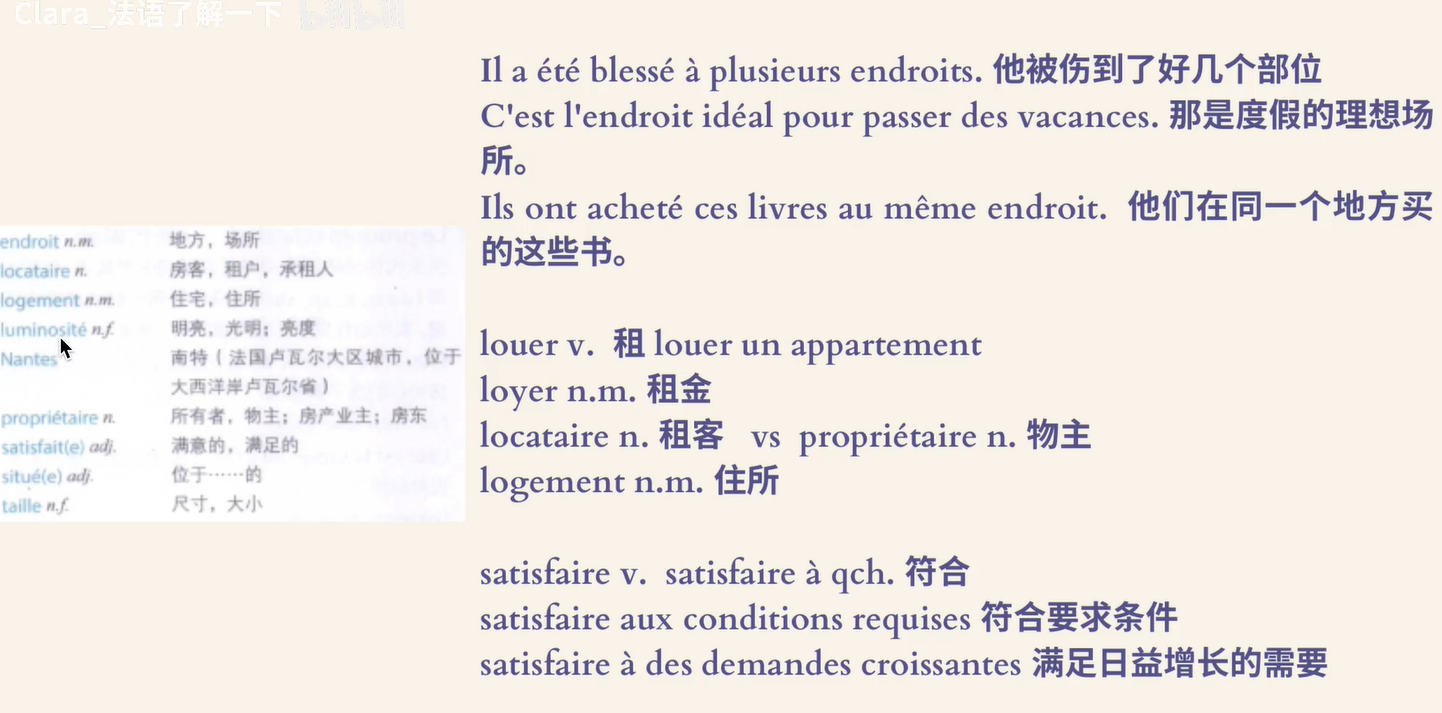 Clara_法语了解一下 bilibili
Il a été blessé à plusieurs endroits. 他被伤到了好几个部位
C'est l'endroit idéal pour passer des vacances. 那是度假的理想场
所。
Ils ont acheté ces livres au même endroit. 他们在同一个地方买
的这些书。
endroit n.m. 地方，场所
locataire n. 房客，租户，承租人
logement n.m. 住宅，住所
luminosité n.f. 明亮，光明；亮度
Nantes 南特（法国卢瓦尔大区城市，位于
大西洋岸卢瓦尔省）
propriétaire n. 所有者，物主；房产业主；房东
satisfait(e) adj. 满意的，满足的
situé(e) adj. 位于……的
taille n.f. 尺寸，大小
louer v. 租 louer un appartement
loyer n.m. 租金
locataire n. 租客 vs propriétaire n. 物主
logement n.m. 住所
satisfaire v. satisfaire à qch. 符合
satisfaire aux conditions requises 符合要求条件
satisfaire à des demandes croissantes 满足日益增长的需要